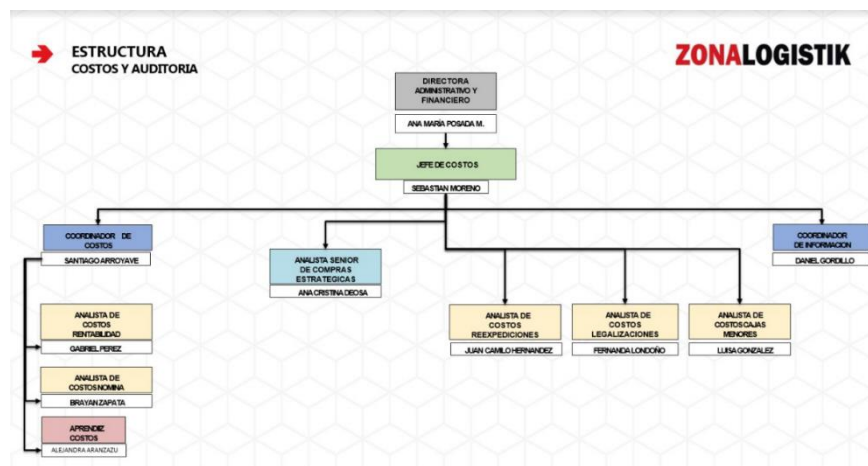 ESTRUCTURA
COSTOS Y AUDITORIA
ZONALOGISTIK
DIRECTORA
ADMINISTRATIVO Y
FINANCIERO
ANA MARÍA POSADA M.
JEFE DE COSTOS
SEBASTIAN MORENO
COORDINADOR DE
COSTOS
SANTIAGO ARROYAVE
ANALISTA SENIOR
DE COMPRAS
ESTRATEGICAS
ANA CRISTINA DEOSA
COORDINADOR
DE INFORMACION
DANIEL GORDILLO
ANALISTA DE
COSTOS
RENTABILIDAD
GABRIEL PEREZ
ANALISTA DE
COSTOS
REEXPEDICIONES
JUAN CAMILO HERNANDEZ
ANALISTA DE
COSTOS
LEGALIZACIONES
FERNANDA LONDOÑO
ANALISTA DE
COSTOS CAJAS
MENORES
LUISA GONZALEZ
ANALISTA DE
COSTOS NOMINA
BRAYAN ZAPATA
APRENDIZ
COSTOS
ALEJANDRA ARANZAZU